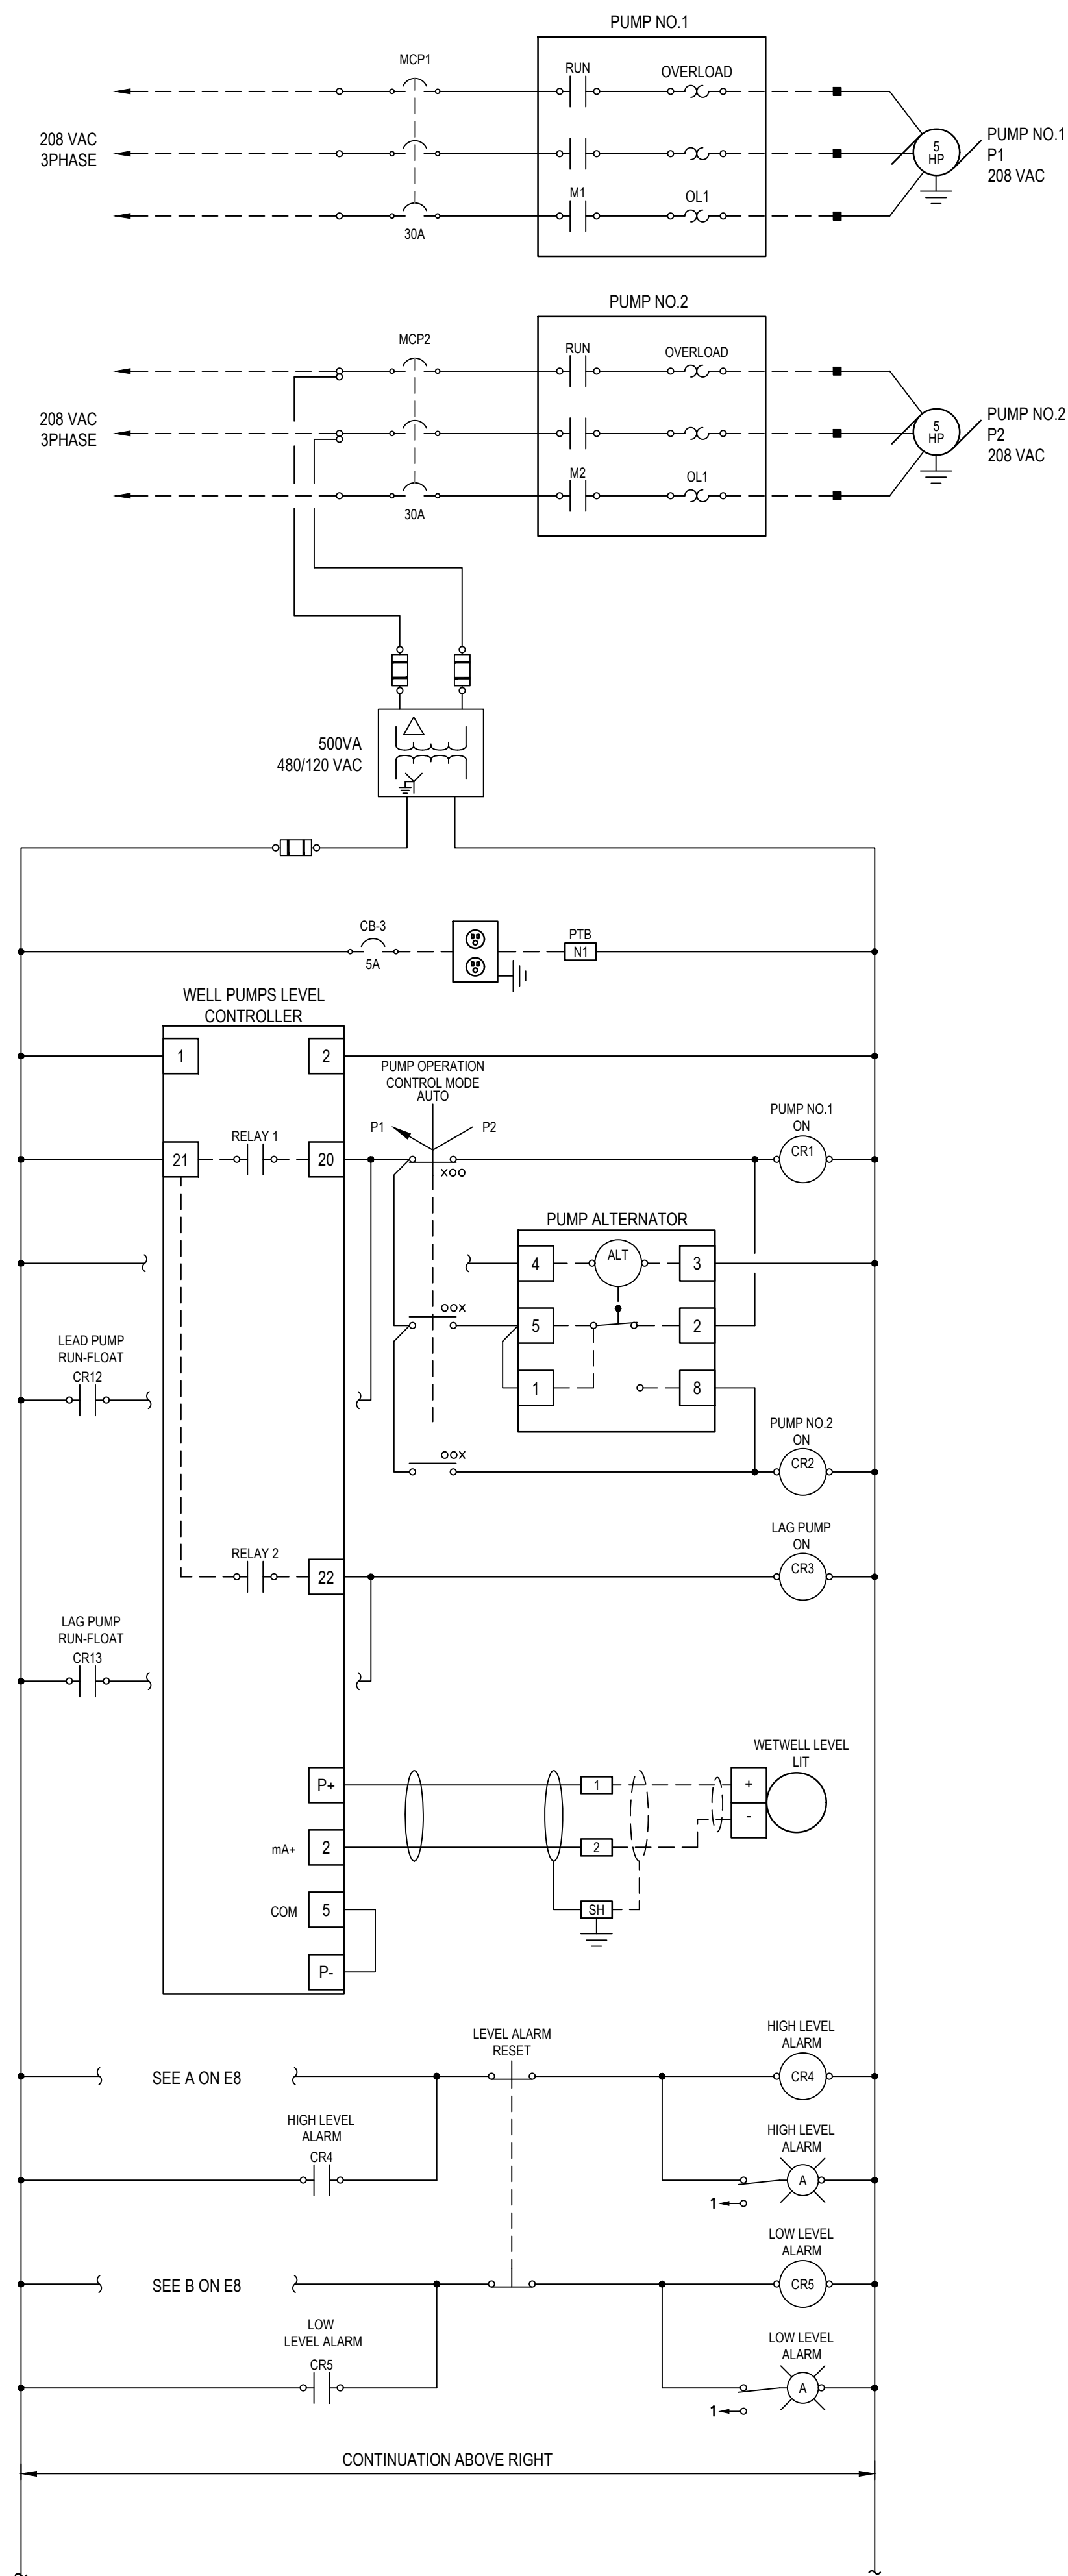 PUMP NO.1
MCP1
RUN
OVERLOAD
208 VAC
3PHASE
5
HP
PUMP NO.1
P1
208 VAC
M1
OL1
30A
PUMP NO.2
MCP2
RUN
OVERLOAD
208 VAC
3PHASE
5
HP
PUMP NO.2
P2
208 VAC
M2
OL1
30A
500VA
480/120 VAC
CB-3
5A
PTB
N1
WELL PUMPS LEVEL
CONTROLLER
1
2
PUMP OPERATION
CONTROL MODE
AUTO
P1
P2
PUMP NO.1
ON
CR1
21
RELAY 1
20
XOO
PUMP ALTERNATOR
4
ALT
3
OOX
5
2
LEAD PUMP
RUN-FLOAT
CR12
1
8
PUMP NO.2
ON
CR2
OOX
LAG PUMP
ON
CR3
RELAY 2
22
LAG PUMP
RUN-FLOAT
CR13
WETWELL LEVEL
LIT
P+
1
+
-
mA+
2
2
COM
5
SH
P-
HIGH LEVEL
ALARM
CR4
LEVEL ALARM
RESET
SEE A ON E8
HIGH LEVEL
ALARM
CR4
HIGH LEVEL
ALARM
A
1
LOW LEVEL
ALARM
CR5
SEE B ON E8
LOW
LEVEL ALARM
CR5
LOW LEVEL
ALARM
A
1
CONTINUATION ABOVE RIGHT